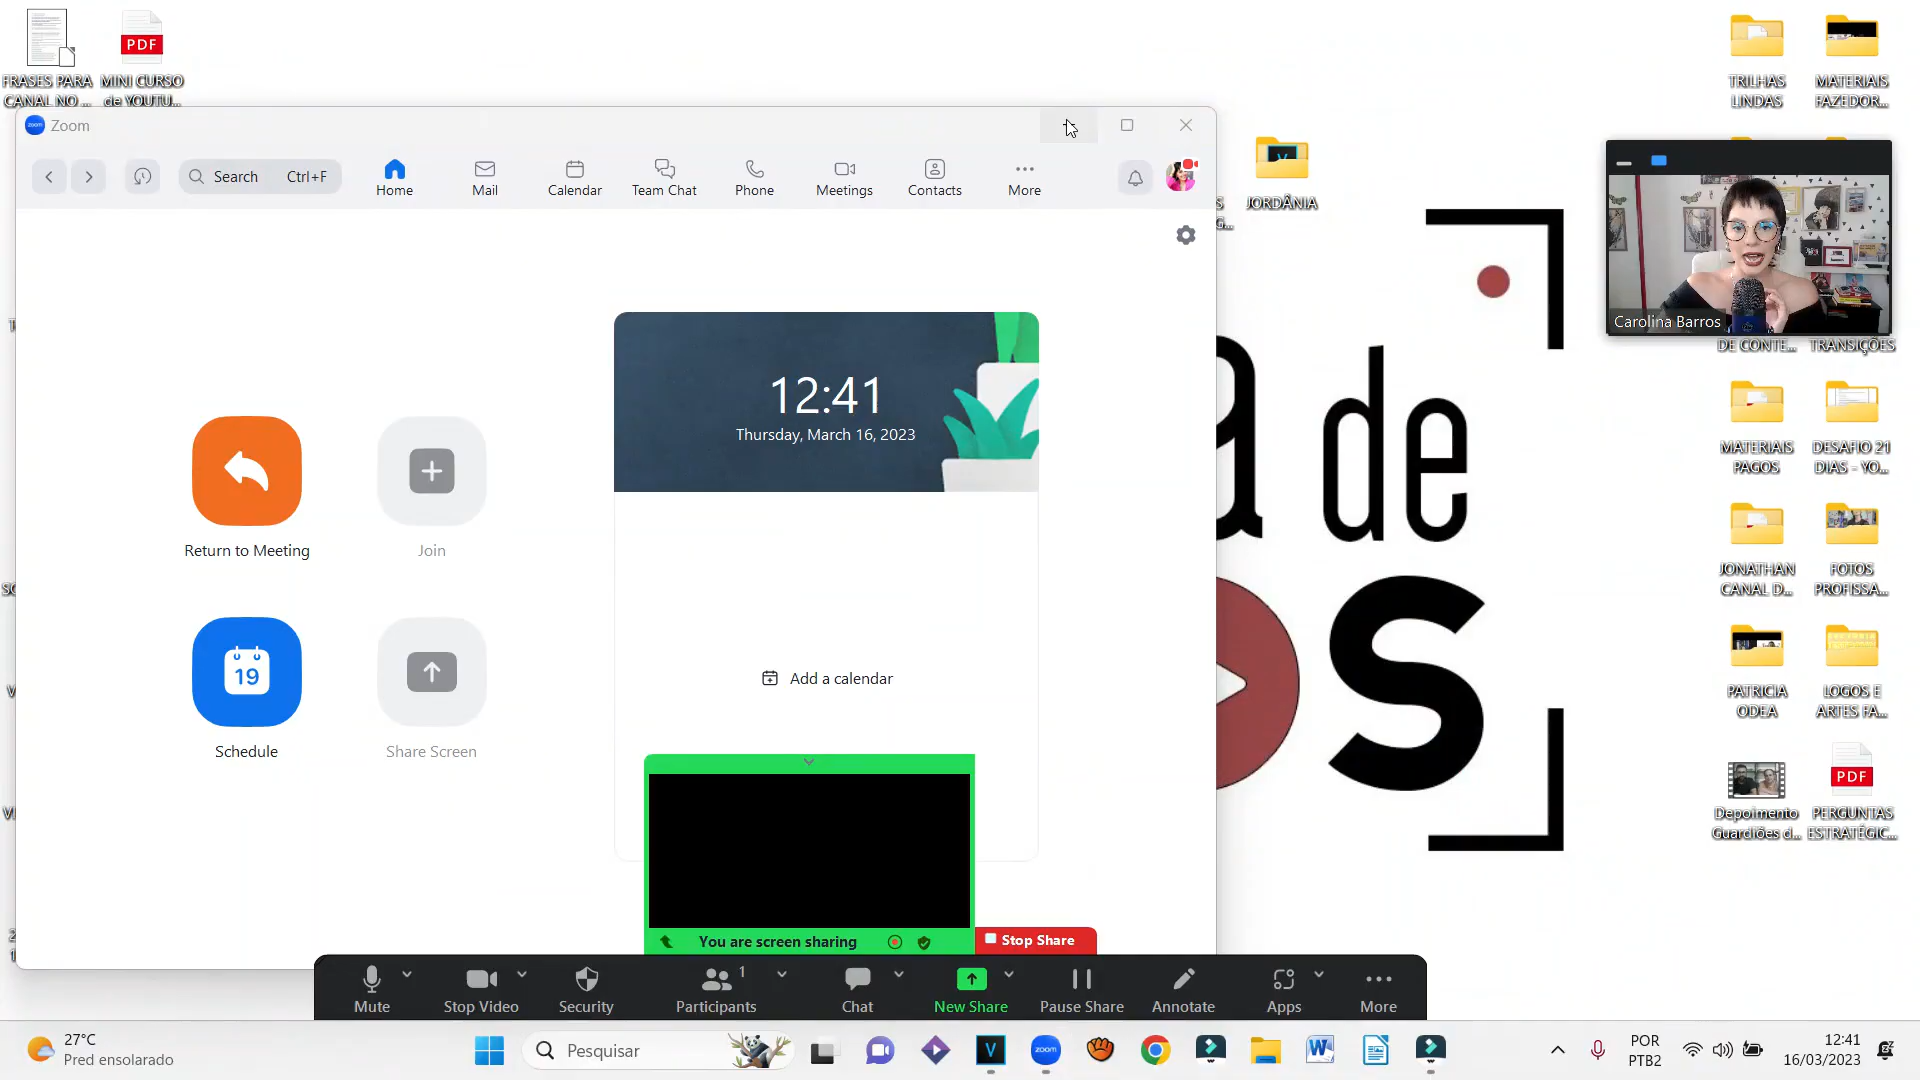 FRASES PARA
CANAL NO ...
PDF
MINI CURSO
de YOUTU...
TRILHAS
LINDAS
MATERIAIS
FAZEDOR...
zoom
Zoom
Search
Ctrl+F
Home
Mail
Calendar
Team Chat
Phone
Meetings
Contacts
More
JORDÂNIA
Carolina Barros
DE CONTE...
TRANSIÇÕES
12:41
Thursday, March 16, 2023
Return to Meeting
Join
19
Schedule
Share Screen
Add a calendar
a de
S
MATERIAIS
PAGOS
DESAFIO 21
DIAS - YO...
JONATHAN
CANAL D...
FOTOS
PROFISSA...
PATRICIA
ODEA
LOGOS E
ARTES FA...
Depoimento
Guardiões d...
PDF
PERGUNTAS
ESTRATÉGIC...
You are screen sharing
Stop Share
Mute
Stop Video
Security
1
Participants
Chat
New Share
Pause Share
Annotate
Apps
More
27°C
Pred ensolarado
Pesquisar
V
zoom
W
POR
PTB2
12:41
16/03/2023